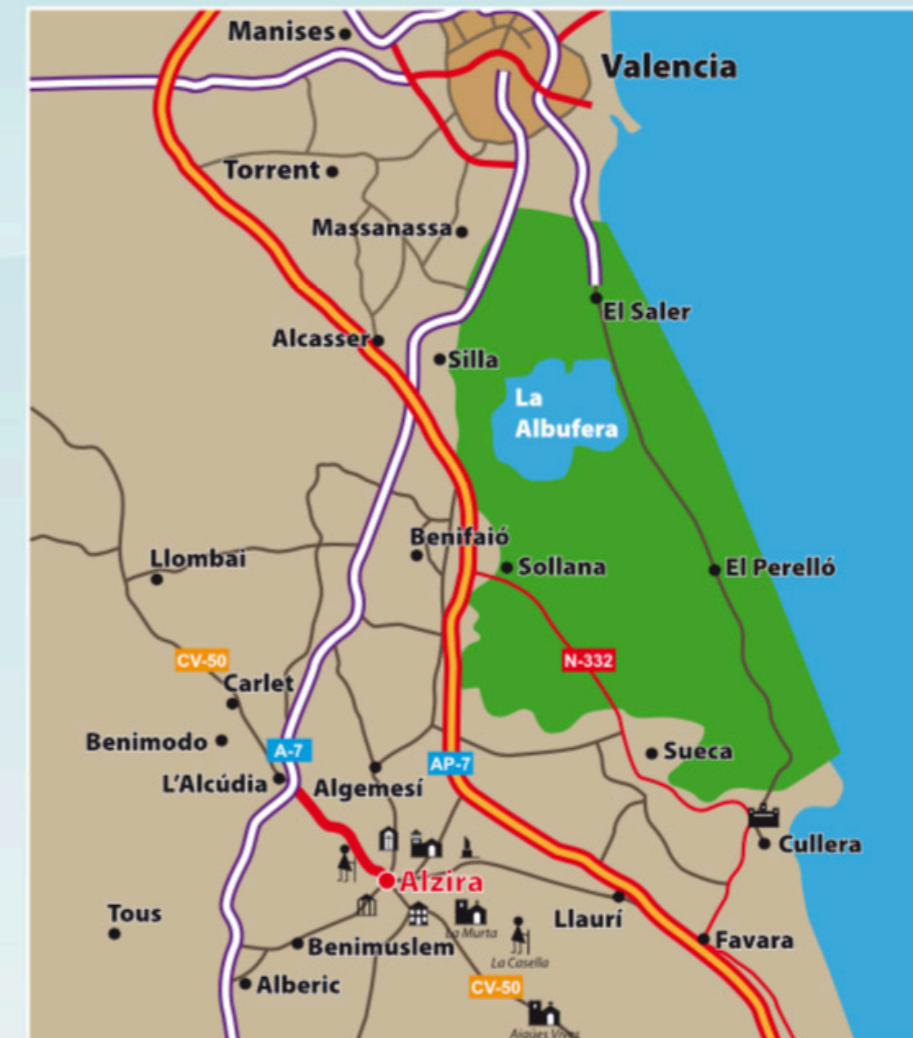 Manises
Valencia
Torrent
Massanassa
El Saler
Alcasser
Silla
La
Albufera
Benifaió
Llombai
Sollana
El Perelló
CV-50
N-332
Carlet
Benimodo
A-7
Sueca
AP-7
L'Alcúdia
Algemesí
Cullera
Alzira
Tous
Llaurí
La Murta
Favara
Benimuslem
La Casella
Alberic
CV-50
Aigües Vives